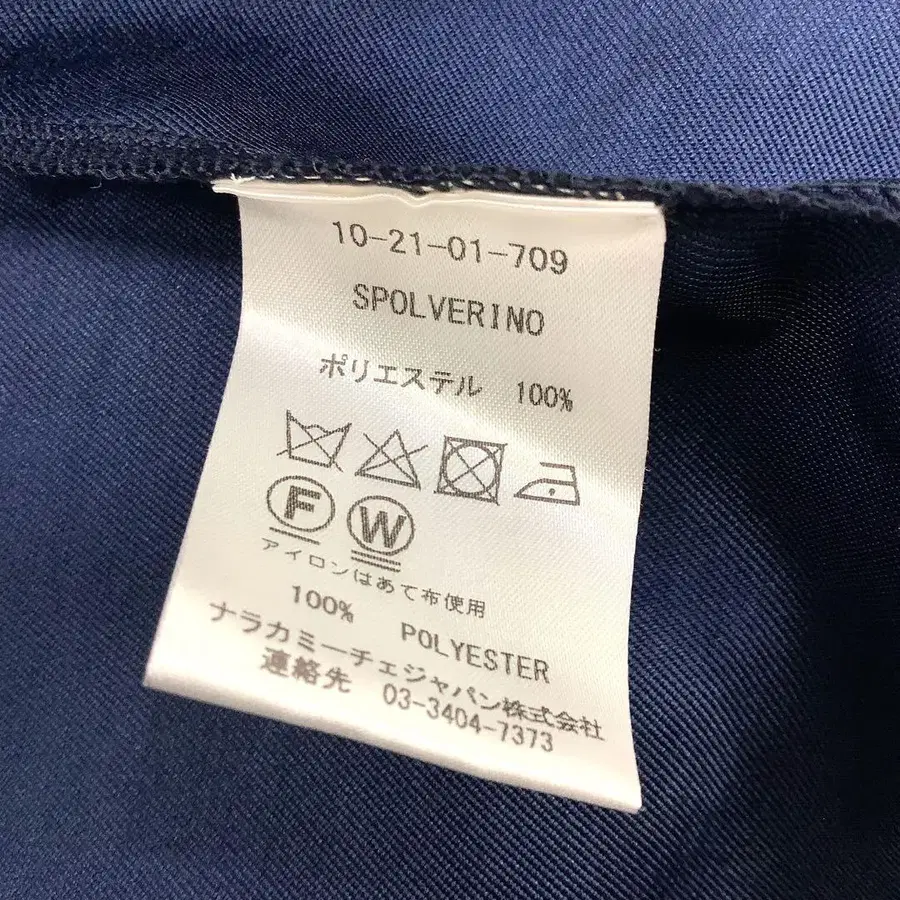 10-21-01-709
SPOLVERINO
ポリエステル 100%
F W
アイロンはあて布使用
100% POLYESTER
ナラカミーチェジャパン株式会社
連絡先 03-3404-7373